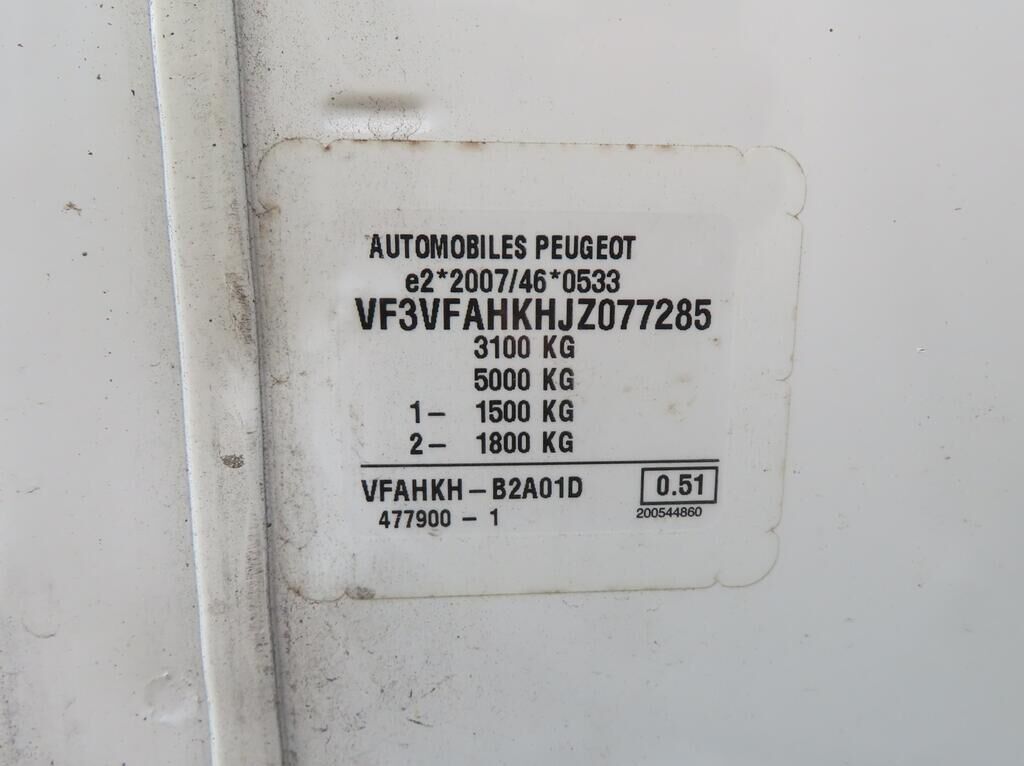 AUTOMOBILES PEUGEOT
e2*2007/46*0533
VF3VFAHKHJZ077285
3100 KG
5000 KG
1– 1500 KG
2– 1800 KG
VFAHKH–B2A01D 0.51
477900 – 1 200544860